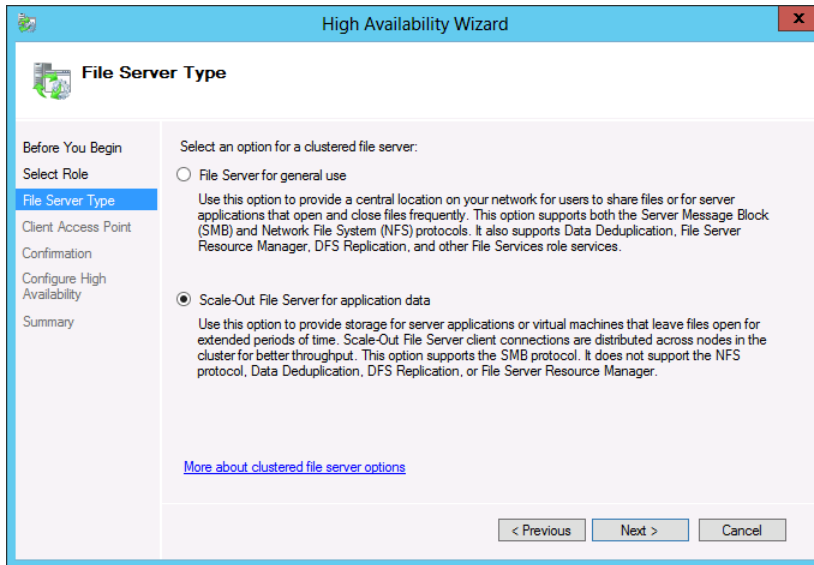 High Availability Wizard
x
File Server Type
Before You Begin
Select Role
File Server Type
Client Access Point
Confirmation
Configure High
Availability
Summary
Select an option for a clustered file server:
File Server for general use
Use this option to provide a central location on your network for users to share files or for server
applications that open and close files frequently. This option supports both the Server Message Block
(SMB) and Network File System (NFS) protocols. It also supports Data Deduplication, File Server
Resource Manager, DFS Replication, and other File Services role services.
Scale-Out File Server for application data
Use this option to provide storage for server applications or virtual machines that leave files open for
extended periods of time. Scale-Out File Server client connections are distributed across nodes in the
cluster for better throughput. This option supports the SMB protocol. It does not support the NFS
protocol, Data Deduplication, DFS Replication, or File Server Resource Manager.
More about clustered file server options
< Previous
Next >
Cancel